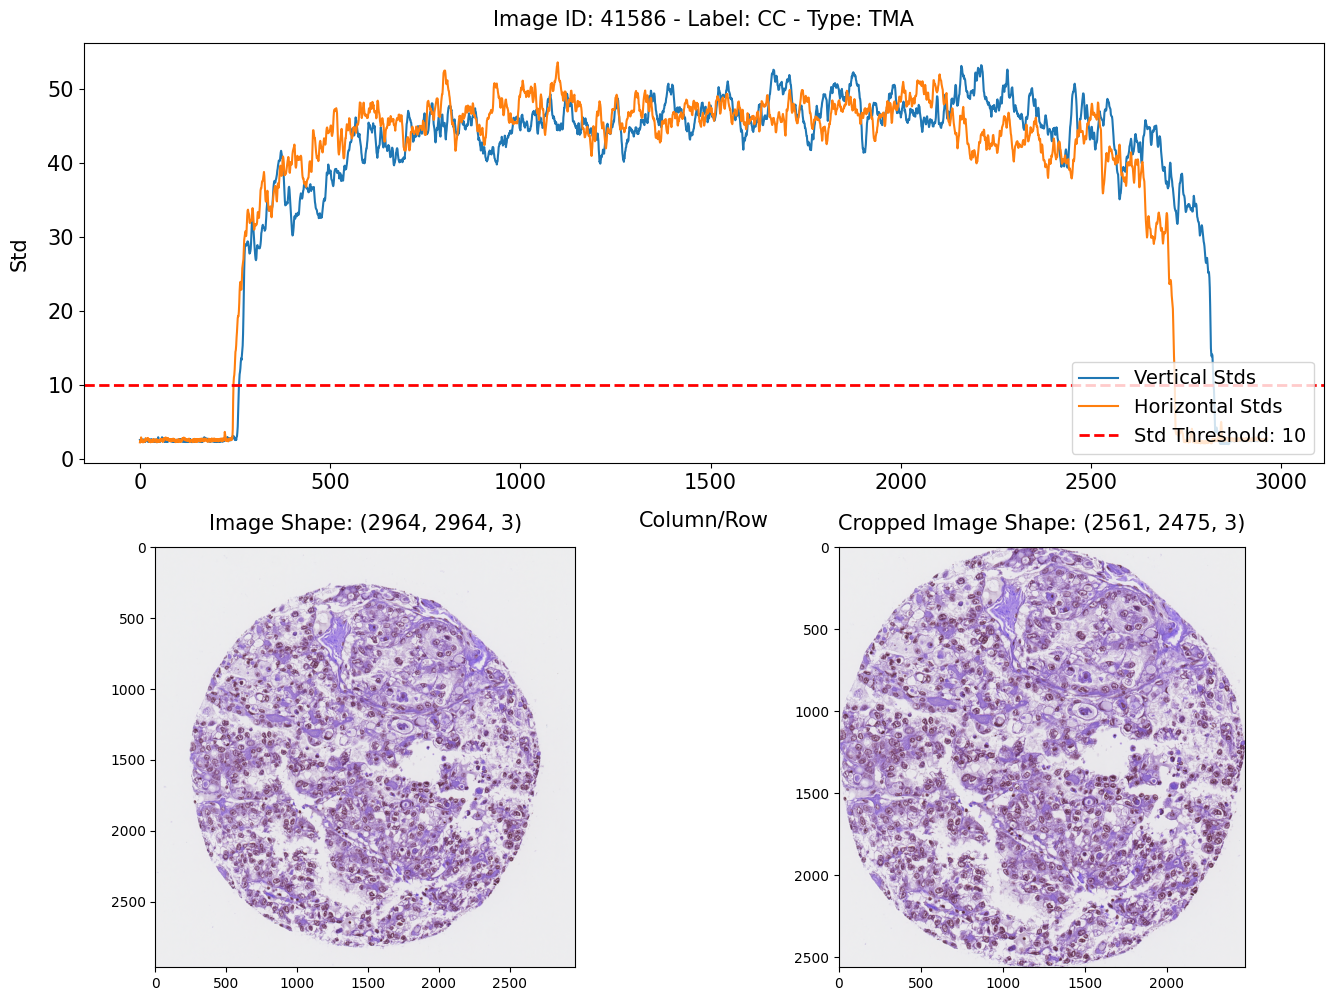 Image ID: 41586 - Label: CC - Type: TMA
Std
50
40
30
20
10
0
Vertical Stds
Horizontal Stds
Std Threshold: 10
0 500 1000 1500 2000 2500 3000
Column/Row
Image Shape: (2964, 2964, 3)
0
500
1000
1500
2000
2500
0 500 1000 1500 2000 2500
Cropped Image Shape: (2561, 2475, 3)
0
500
1000
1500
2000
2500
0 500 1000 1500 2000